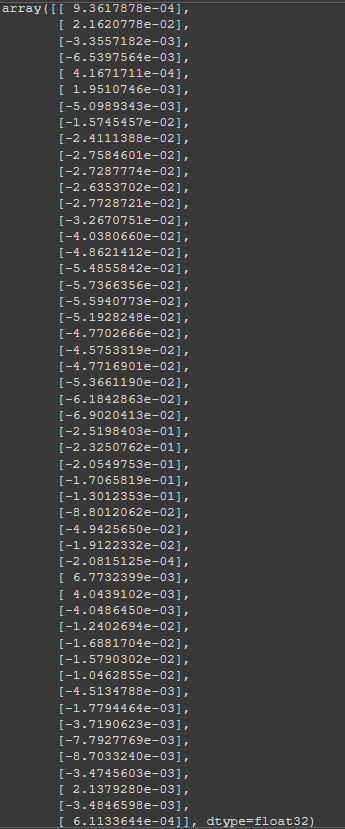 array([[ 9.3617878e-04],
[ 2.1620778e-02],
[-3.3557182e-03],
[-6.5397564e-03],
[ 4.1671711e-04],
[ 1.9510746e-03],
[-5.0989343e-03],
[-1.5745457e-02],
[-2.4111388e-02],
[-2.7584601e-02],
[-2.7287774e-02],
[-2.6353702e-02],
[-2.7728721e-02],
[-3.2670751e-02],
[-4.0380660e-02],
[-4.8621412e-02],
[-5.4855842e-02],
[-5.7366356e-02],
[-5.5940773e-02],
[-5.1928248e-02],
[-4.7702666e-02],
[-4.5753319e-02],
[-4.7716901e-02],
[-5.3661190e-02],
[-6.1842863e-02],
[-6.9020413e-02],
[-2.5198403e-01],
[-2.3250762e-01],
[-2.0549753e-01],
[-1.7065819e-01],
[-1.3012353e-01],
[-8.8012062e-02],
[-4.9425650e-02],
[-1.9122332e-02],
[-2.0815125e-04],
[ 6.7732399e-03],
[ 4.0439102e-03],
[-4.0486450e-03],
[-1.2402694e-02],
[-1.6881704e-02],
[-1.5790302e-02],
[-1.0462855e-02],
[-4.5134788e-03],
[-1.7794464e-03],
[-3.7190623e-03],
[-7.7927769e-03],
[-8.7033240e-03],
[-3.4745603e-03],
[ 2.1379280e-03],
[-3.4846598e-03],
[ 6.1133644e-04]], dtype=float32)